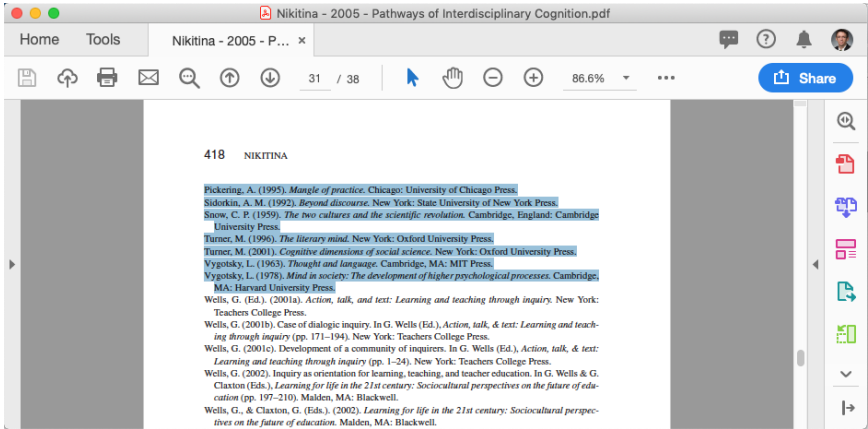 Nikitina - 2005 - Pathways of Interdisciplinary Cognition.pdf
Home Tools Nikitina - 2005 - P... ×
31 / 38 86.6% Share
418 NIKITINA
Pickering, A. (1995). Mangle of practice. Chicago: University of Chicago Press.
Sidorkin, A. M. (1992). Beyond discourse. New York: State University of New York Press.
Snow, C. P. (1959). The two cultures and the scientific revolution. Cambridge, England: Cambridge
University Press.
Turner, M. (1996). The literary mind. New York: Oxford University Press.
Turner, M. (2001). Cognitive dimensions of social science. New York: Oxford University Press.
Vygotsky, L. (1963). Thought and language. Cambridge, MA: MIT Press.
Vygotsky, L. (1978). Mind in society: The development of higher psychological processes. Cambridge,
MA: Harvard University Press.
Wells, G. (Ed.). (2001a). Action, talk, and text: Learning and teaching through inquiry. New York:
Teachers College Press.
Wells, G. (2001b). Case of dialogic inquiry. In G. Wells (Ed.), Action, talk, & text: Learning and teach-
ing through inquiry (pp. 171–194). New York: Teachers College Press.
Wells, G. (2001c). Development of a community of inquirers. In G. Wells (Ed.), Action, talk, & text:
Learning and teaching through inquiry (pp. 1–24). New York: Teachers College Press.
Wells, G. (2002). Inquiry as orientation for learning, teaching, and teacher education. In G. Wells & G.
Claxton (Eds.), Learning for life in the 21st century: Sociocultural perspectives on the future of edu-
cation (pp. 197–210). Malden, MA: Blackwell.
Wells, G., & Claxton, G. (Eds.). (2002). Learning for life in the 21st century: Sociocultural perspec-
tives on the future of education. Malden, MA: Blackwell.